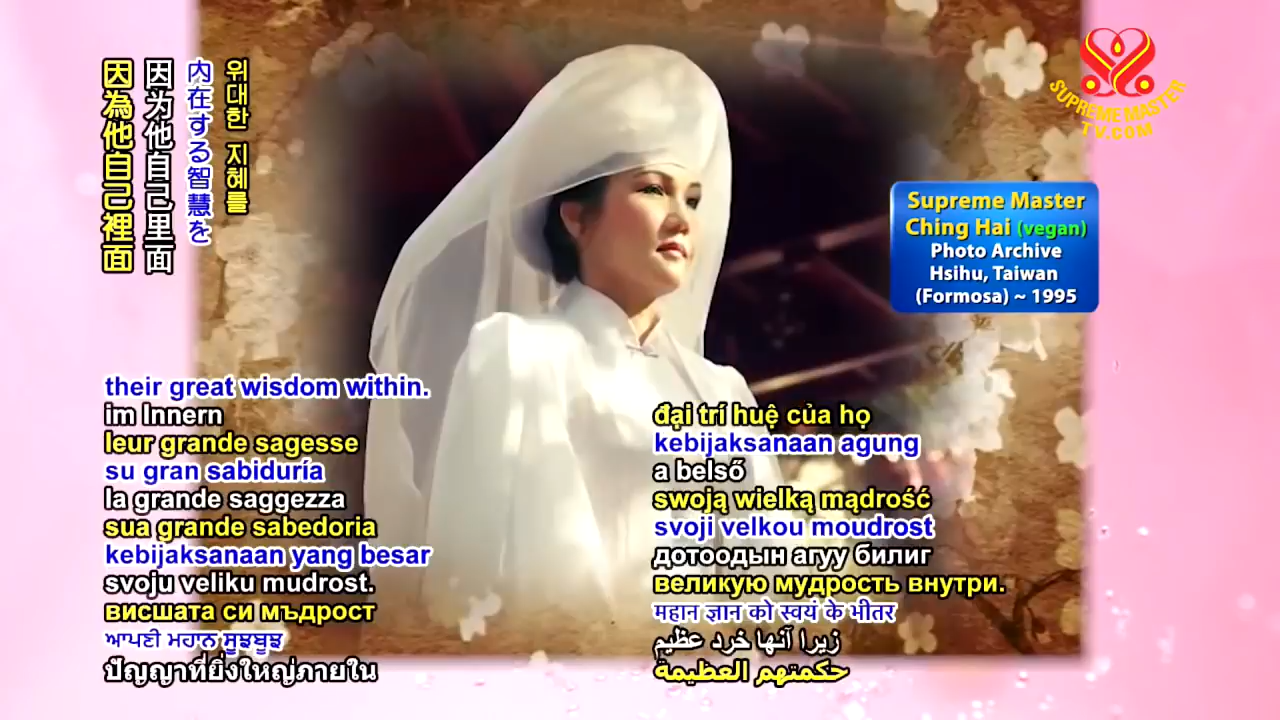 因為他自己裡面
因为他自己里面
内在する智慧を
위대한 지혜를
SUPREME MASTER
TV.COM
Supreme Master
Ching Hai (vegan)
Photo Archive
Hsihu, Taiwan
(Formosa) ~ 1995
their great wisdom within.
im Innern
leur grande sagesse
su gran sabiduría
la grande saggezza
sua grande sabedoria
kebijaksanaan yang besar
svoju veliku mudrost.
висшата си мъдрост
ਆਪਣੀ ਮਹਾਨ ਸੂਝਬੂਝ
ปัญญาที่ยิ่งใหญ่ภายใน
đại trí huệ của họ
kebijaksanaan agung
a belső
swoją wielką mądrość
svoji velkou moudrost
дотоодын агуу билиг
великую мудрость внутри.
महान ज्ञान को स्वयं के भीतर
زیرا آنها خرد عظیم
حكمتهم العظيمة